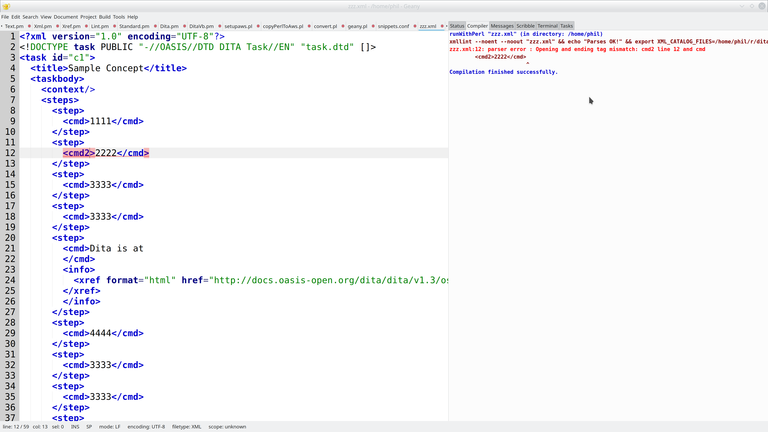 zzz.xml - /home/phil - Geany
File Edit Search View Document Project Build Tools Help
Text.pm Xml.pm Xref.pm Lint.pm Standard.pm Dita.pm DitaVb.pm setupaws.pl copyPerlToAws.pl convert.pl geany.pl snippets.conf zzz.xml
Status Compiler Messages Scribble Terminal Tasks
1 <?xml version="1.0" encoding="UTF-8"?>
2 <!DOCTYPE task PUBLIC "-//OASIS//DTD DITA Task//EN" "task.dtd" []>
3 <task id="c1">
4 <title>Sample Concept</title>
5 <taskbody>
6 <context/>
7 <steps>
8 <step>
9 <cmd>1111</cmd>
10 </step>
11 <step>
12 <cmd2>2222</cmd>
13 </step>
14 <step>
15 <cmd>3333</cmd>
16 </step>
17 <step>
18 <cmd>3333</cmd>
19 </step>
20 <step>
21 <cmd>Dita is at
22 </cmd>
23 <info>
24 <xref format="html" href="http://docs.oasis-open.org/dita/dita/v1.3/os
25 </xref>
26 </info>
27 </step>
28 <step>
29 <cmd>4444</cmd>
30 </step>
31 <step>
32 <cmd>3333</cmd>
33 </step>
34 <step>
35 <cmd>3333</cmd>
36 </step>
37 <step>
runWithPerl "zzz.xml" (in directory: /home/phil)
xmllint --noent --noout "zzz.xml" && echo "Parses OK!" && export XML_CATALOG_FILES=/home/phil/r/dita
zzz.xml:12: parser error : Opening and ending tag mismatch: cmd2 line 12 and cmd
<cmd2>2222</cmd>
^
Compilation finished successfully.
line: 12 / 59 col: 13 sel: 0 INS SP mode: LF encoding: UTF-8 filetype: XML scope: unknown